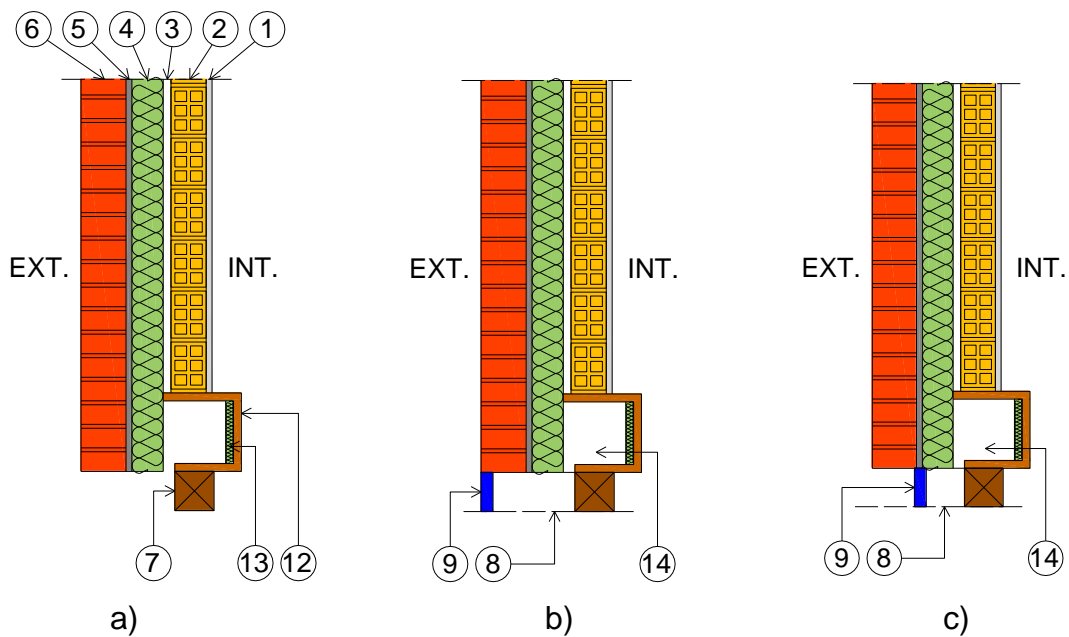 6 5 4 3 2 1
EXT. INT. EXT. INT. EXT. INT.
7 13 12 9 8 14 9 8 14
a) b) c)